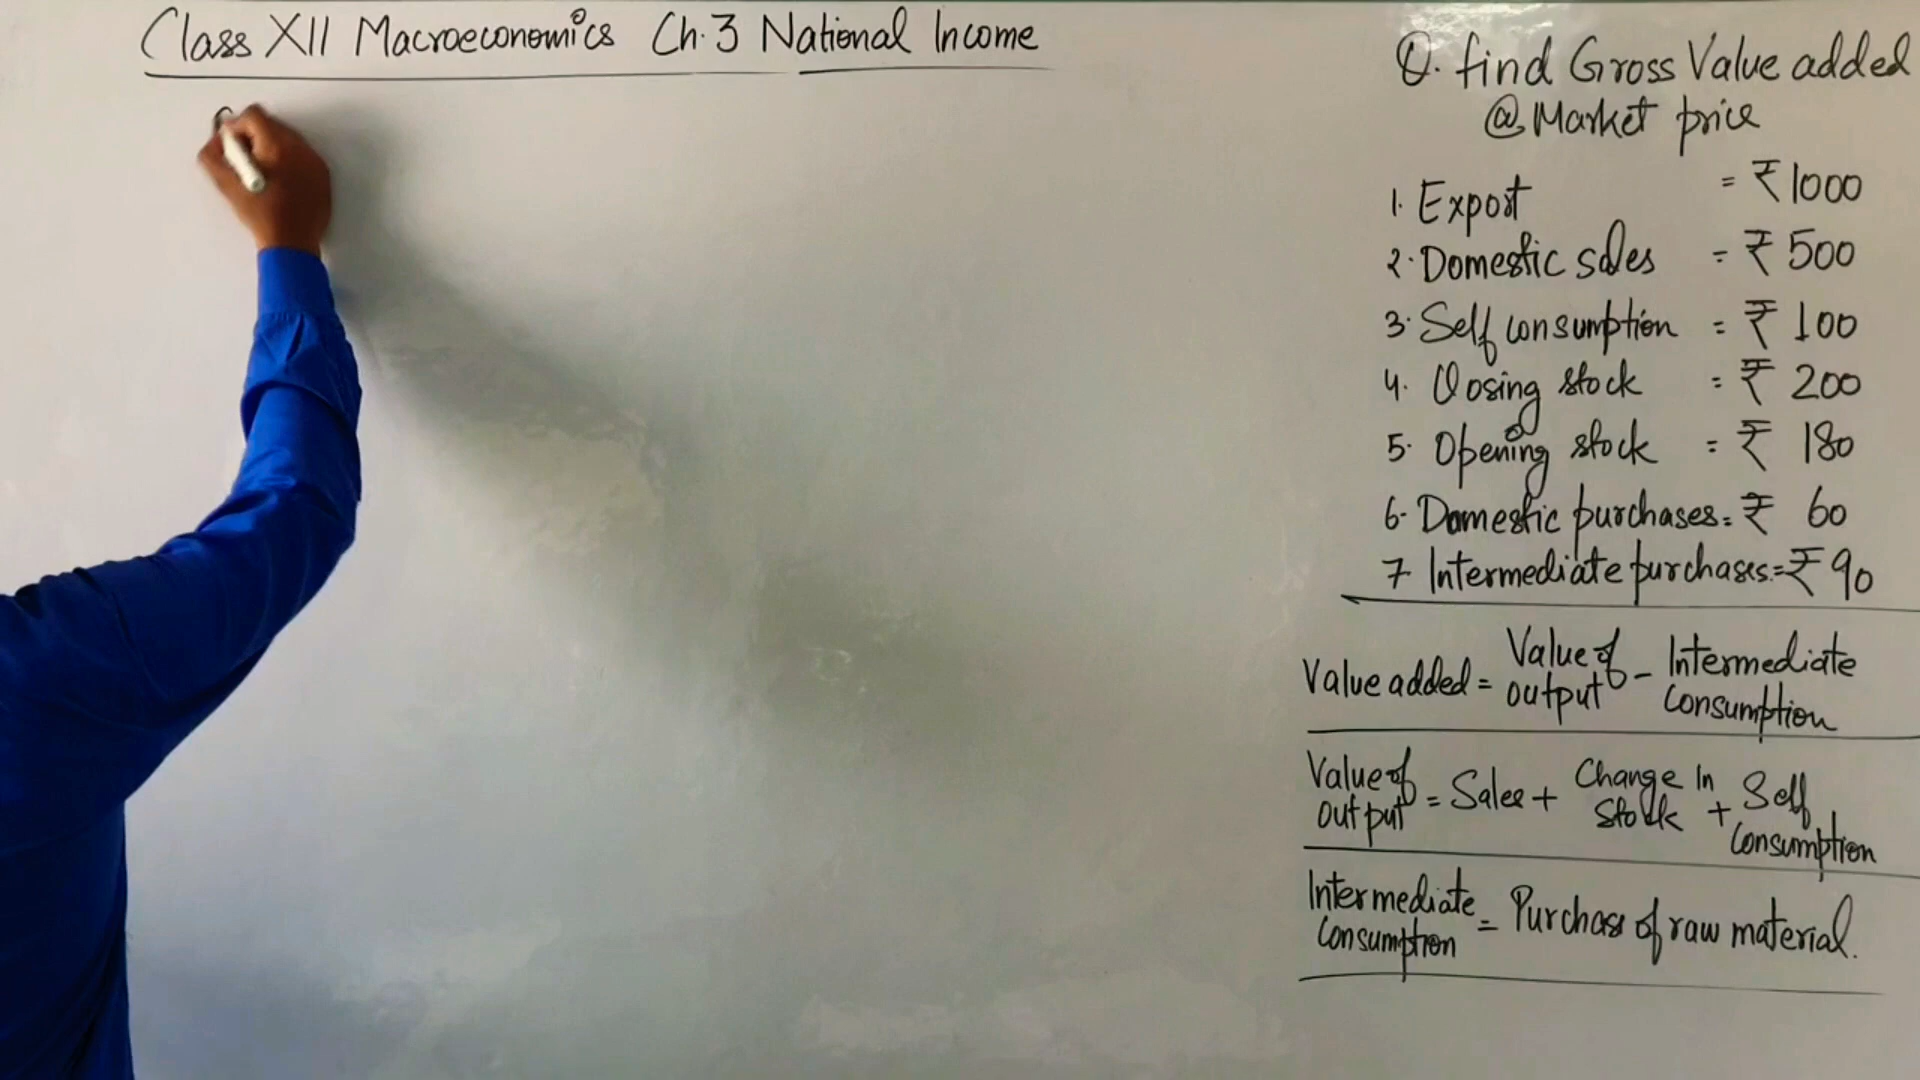 Class XII Macroeconomics Ch.3 National Income
Q. find Gross Value added
@ Market price
1. Export = ₹1000
2. Domestic sales = ₹ 500
3. Self consumption = ₹ 100
4. Closing stock = ₹ 200
5. Opening stock = ₹ 180
6. Domestic purchases = ₹ 60
7 Intermediate purchases = ₹90
Value added = Value of output - Intermediate consumption
Value of output = Sales + Change In Stock + Self Consumption
Intermediate Consumption = Purchase of raw material.